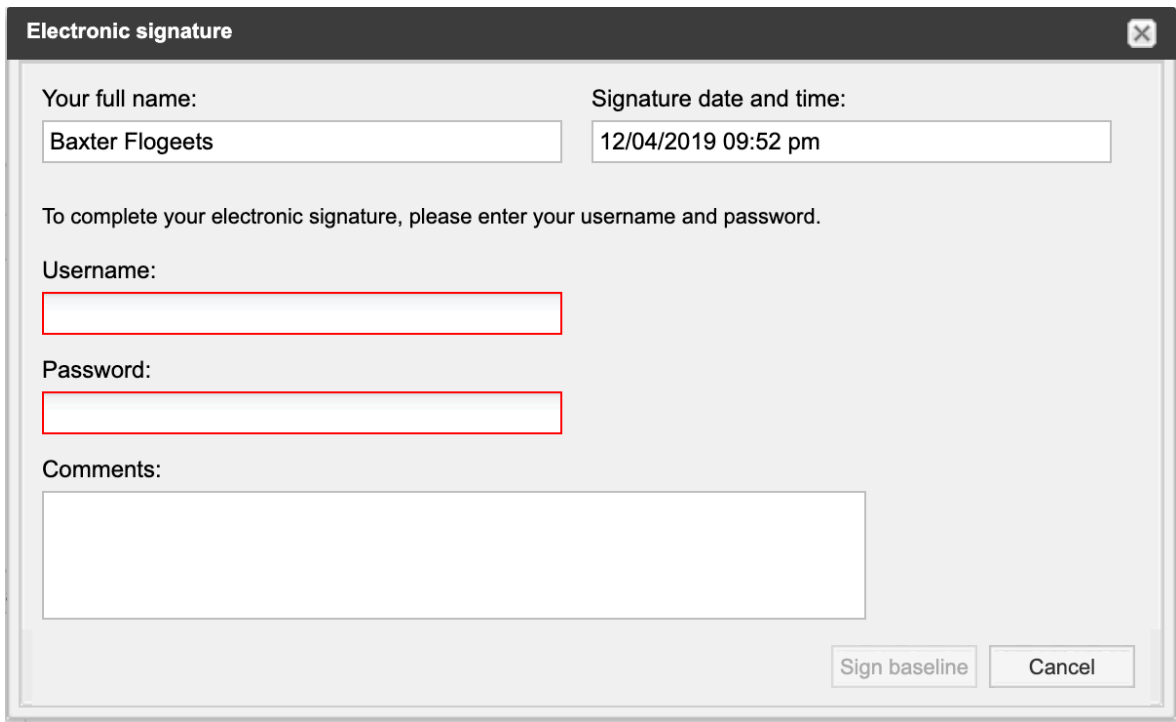 Electronic signature
Your full name:
Signature date and time:
Baxter Flogeets
12/04/2019 09:52 pm
To complete your electronic signature, please enter your username and password.
Username:
Password:
Comments:
Sign baseline
Cancel